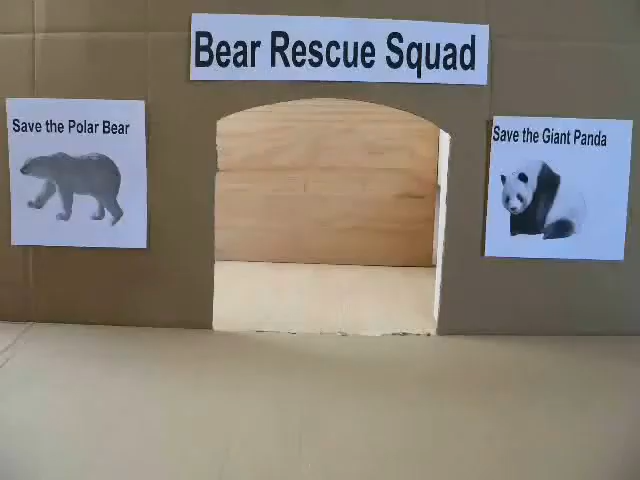 Bear Rescue Squad
Save the Polar Bear
Save the Giant Panda